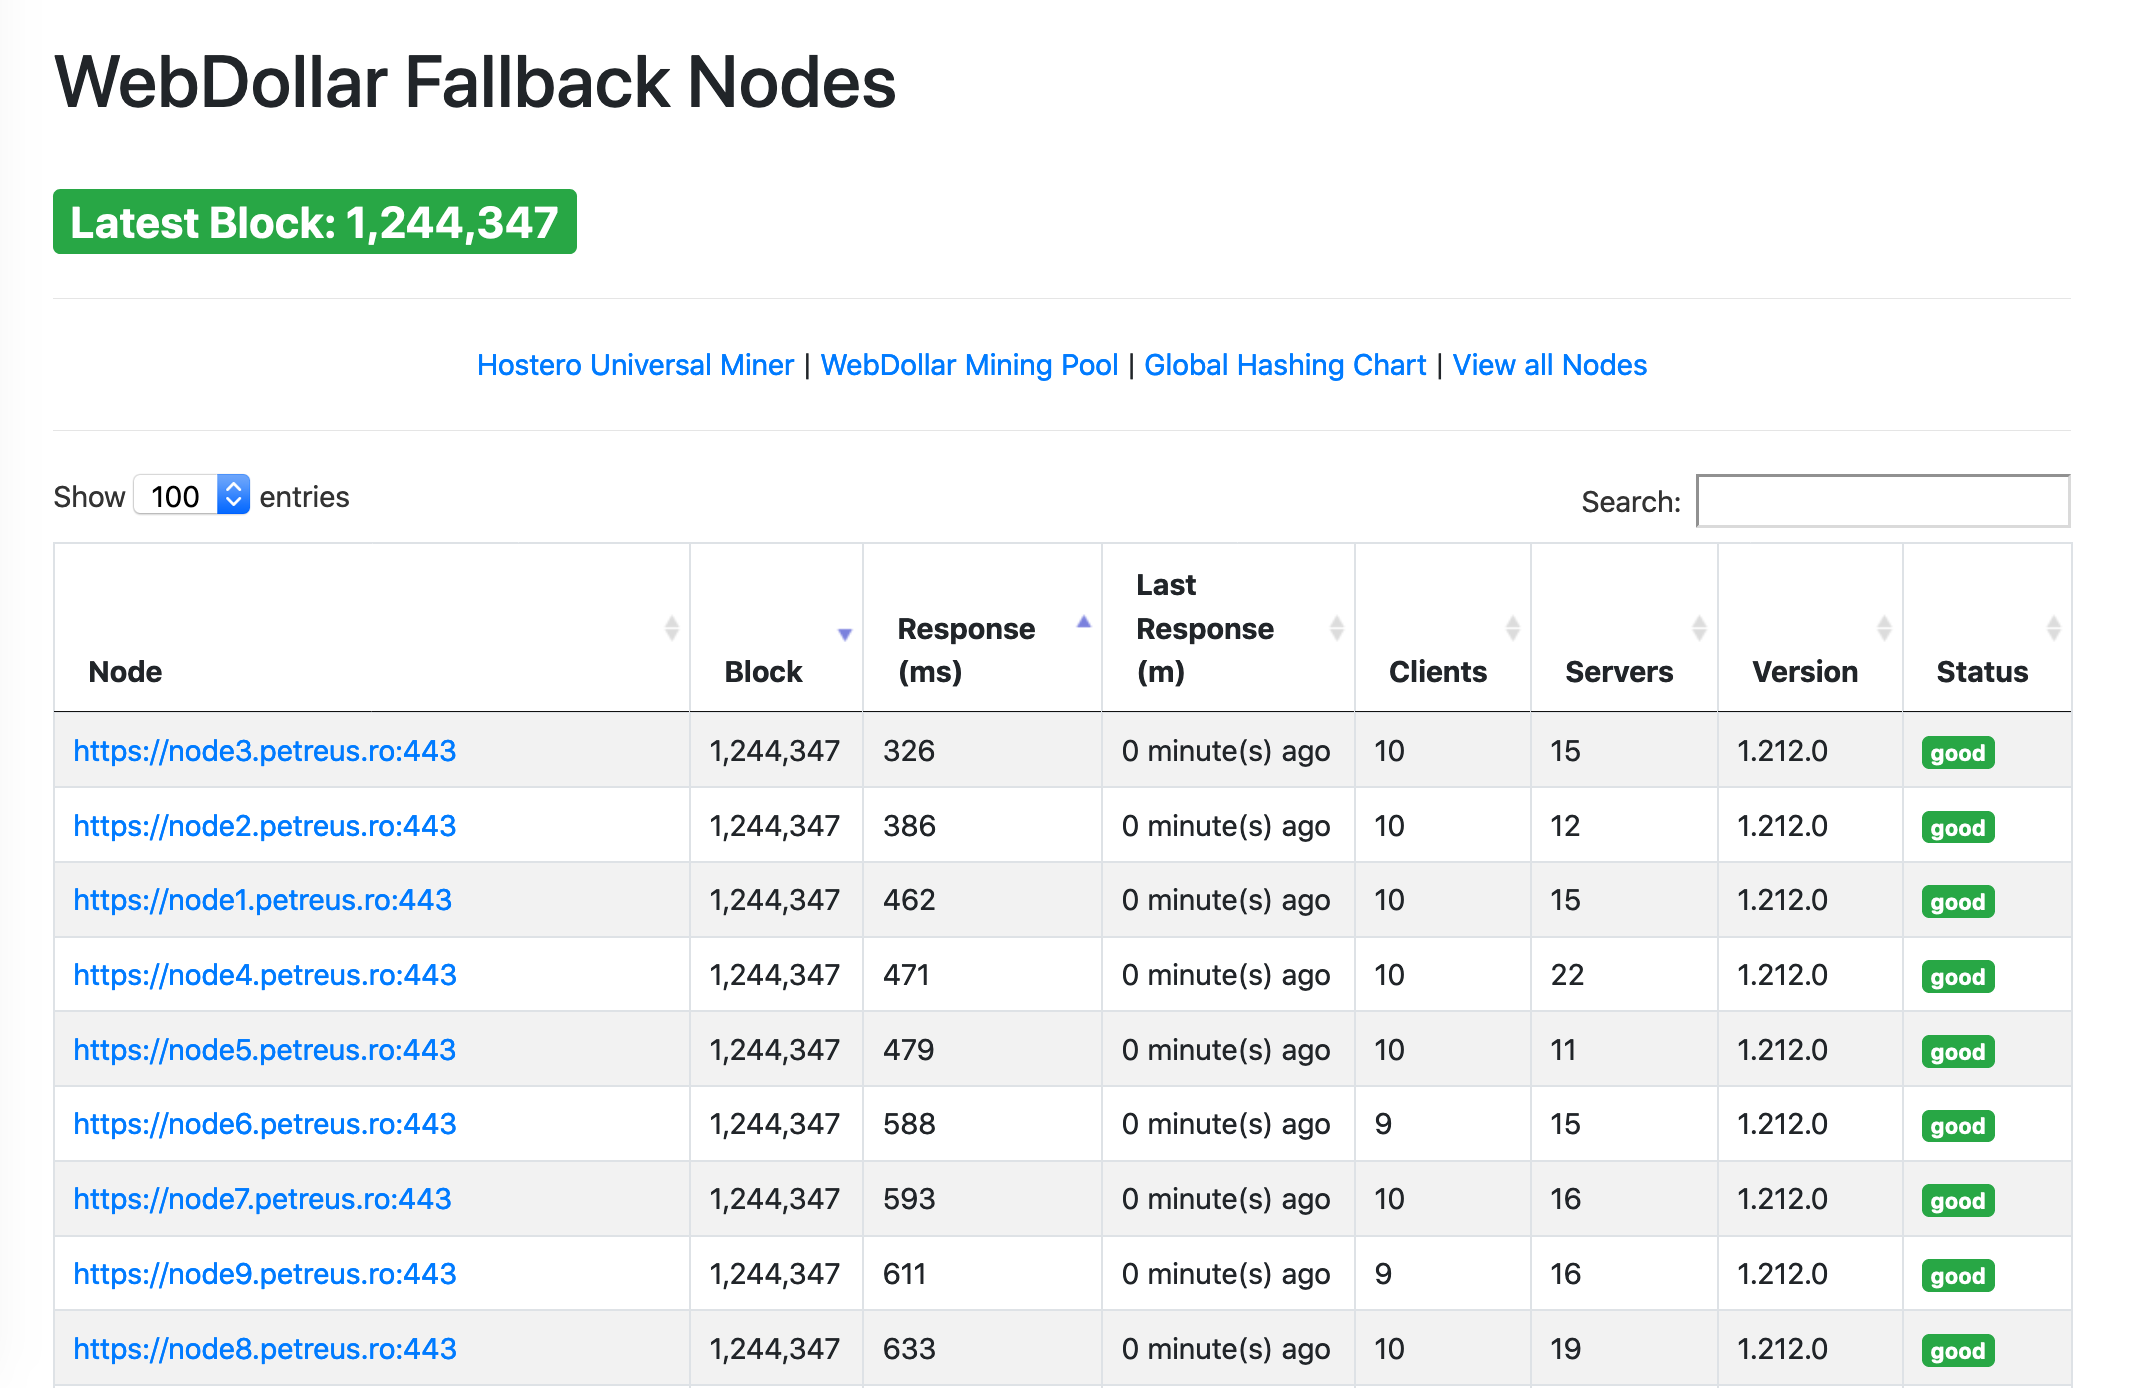 WebDollar Fallback Nodes
Latest Block: 1,244,347
Hostero Universal Miner | WebDollar Mining Pool | Global Hashing Chart | View all Nodes
Show 100 entries Search:
Node Block Response (ms) Last Response (m) Clients Servers Version Status
https://node3.petreus.ro:443 1,244,347 326 0 minute(s) ago 10 15 1.212.0 good
https://node2.petreus.ro:443 1,244,347 386 0 minute(s) ago 10 12 1.212.0 good
https://node1.petreus.ro:443 1,244,347 462 0 minute(s) ago 10 15 1.212.0 good
https://node4.petreus.ro:443 1,244,347 471 0 minute(s) ago 10 22 1.212.0 good
https://node5.petreus.ro:443 1,244,347 479 0 minute(s) ago 10 11 1.212.0 good
https://node6.petreus.ro:443 1,244,347 588 0 minute(s) ago 9 15 1.212.0 good
https://node7.petreus.ro:443 1,244,347 593 0 minute(s) ago 10 16 1.212.0 good
https://node9.petreus.ro:443 1,244,347 611 0 minute(s) ago 9 16 1.212.0 good
https://node8.petreus.ro:443 1,244,347 633 0 minute(s) ago 10 19 1.212.0 good